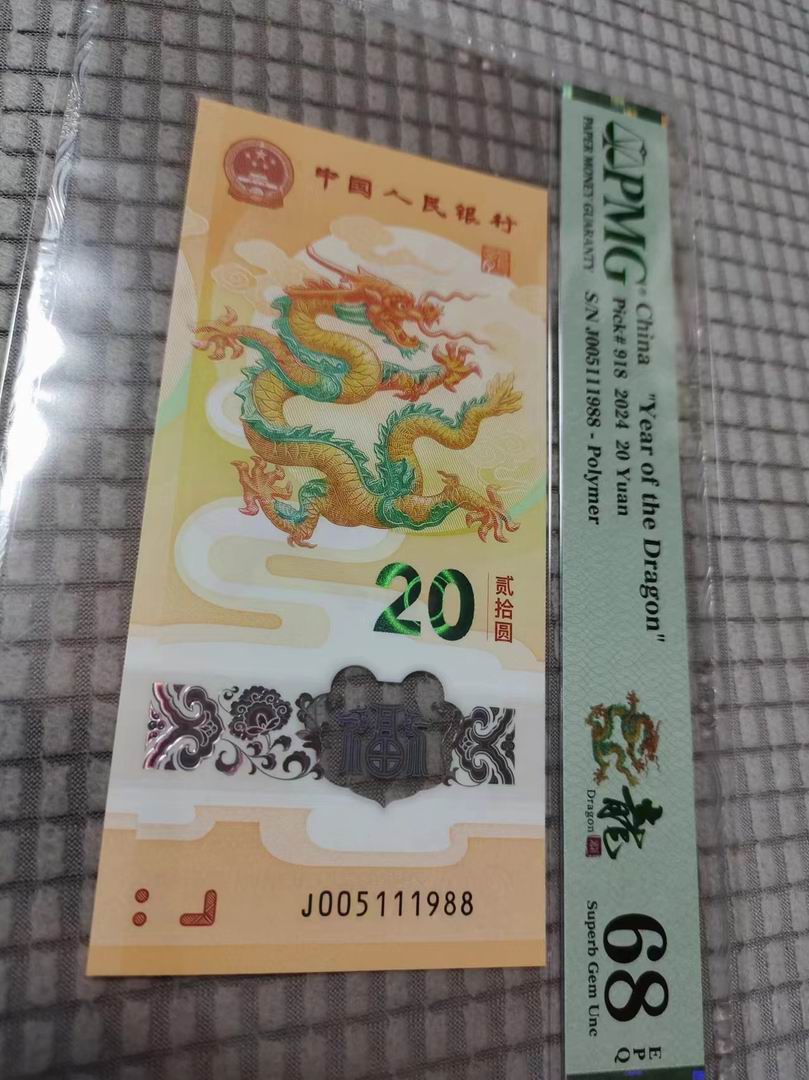 中国人民银行
20
贰拾圆
福
J005111988
PMG
PAPER MONEY GUARANTY
China "Year of the Dragon"
Pick# 918 2024 20 Yuan
S/N J005111988 - Polymer
龍
Dragon
68
EPQ
Superb Gem Unc